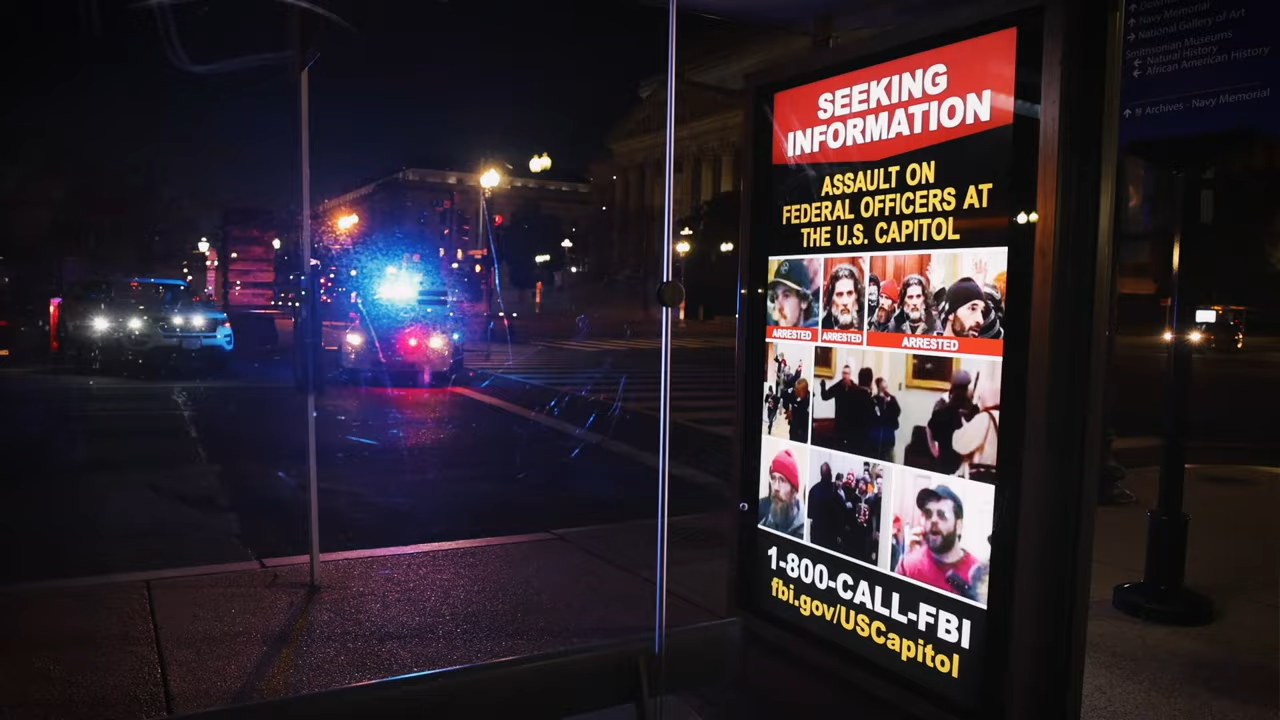 SEEKING
INFORMATION
ASSAULT ON
FEDERAL OFFICERS AT
THE U.S. CAPITOL
ARRESTED
ARRESTED
ARRESTED
1-800-CALL-FBI
fbi.gov/USCapitol
Navy Memorial
National Gallery of Art
Smithsonian Museums
Natural History
African American History
Archives - Navy Memorial